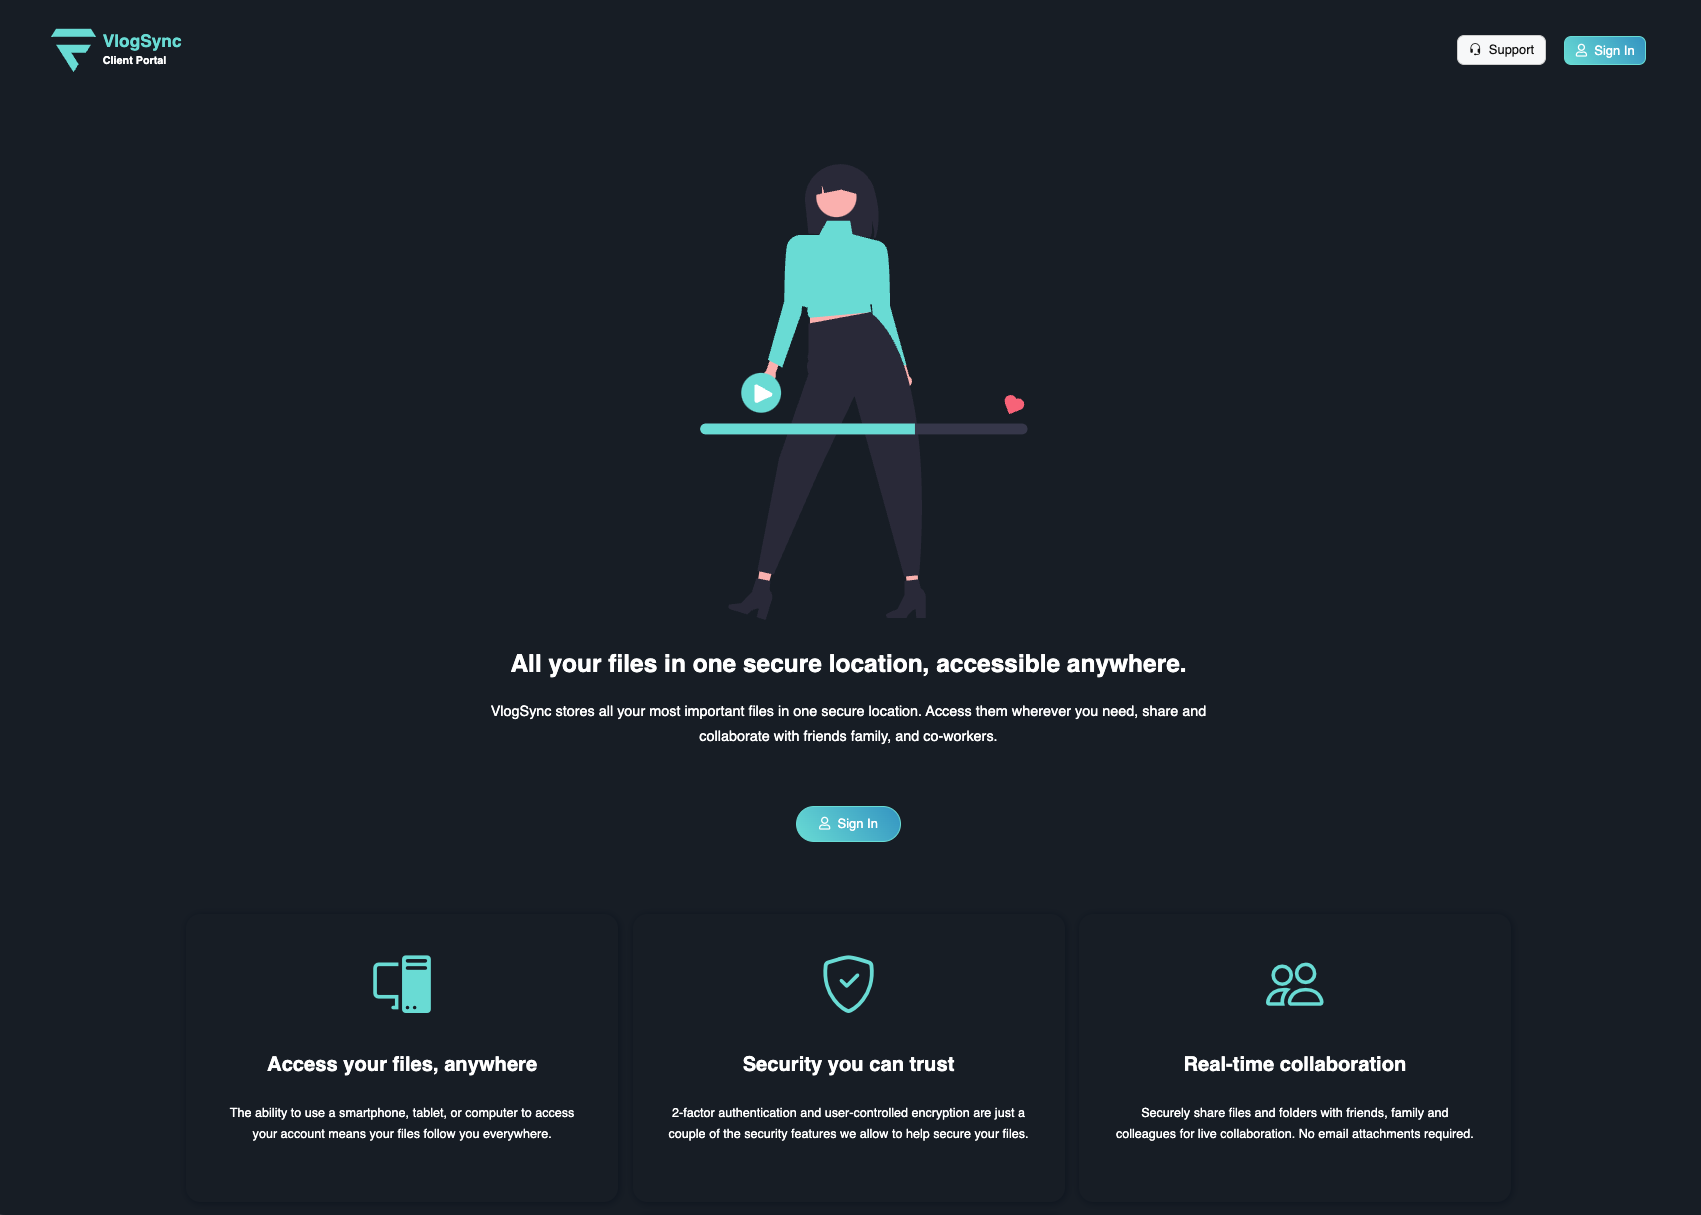 VlogSync
Client Portal
Support
Sign In
All your files in one secure location, accessible anywhere.
VlogSync stores all your most important files in one secure location. Access them wherever you need, share and
collaborate with friends family, and co-workers.
Sign In
Access your files, anywhere
The ability to use a smartphone, tablet, or computer to access
your account means your files follow you everywhere.
Security you can trust
2-factor authentication and user-controlled encryption are just a
couple of the security features we allow to help secure your files.
Real-time collaboration
Securely share files and folders with friends, family and
colleagues for live collaboration. No email attachments required.